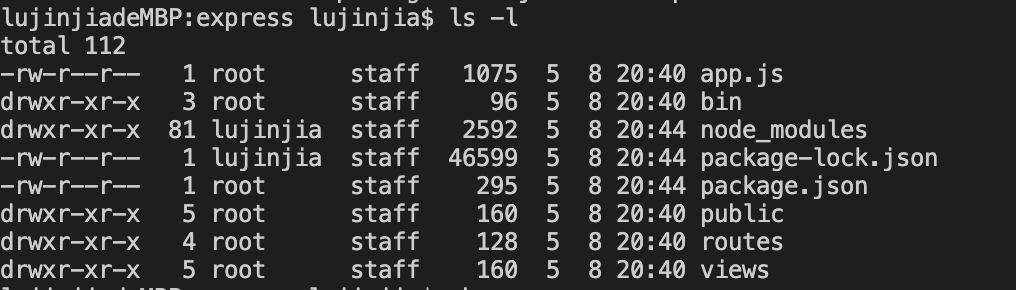 lujinjiadeMBP:express lujinjia$ ls -l
total 112
-rw-r--r--   1 root      staff   1075  5  8 20:40 app.js
drwxr-xr-x   3 root      staff     96  5  8 20:40 bin
drwxr-xr-x  81 lujinjia  staff   2592  5  8 20:44 node_modules
-rw-r--r--   1 lujinjia  staff  46599  5  8 20:44 package-lock.json
-rw-r--r--   1 root      staff    295  5  8 20:44 package.json
drwxr-xr-x   5 root      staff    160  5  8 20:40 public
drwxr-xr-x   4 root      staff    128  5  8 20:40 routes
drwxr-xr-x   5 root      staff    160  5  8 20:40 views